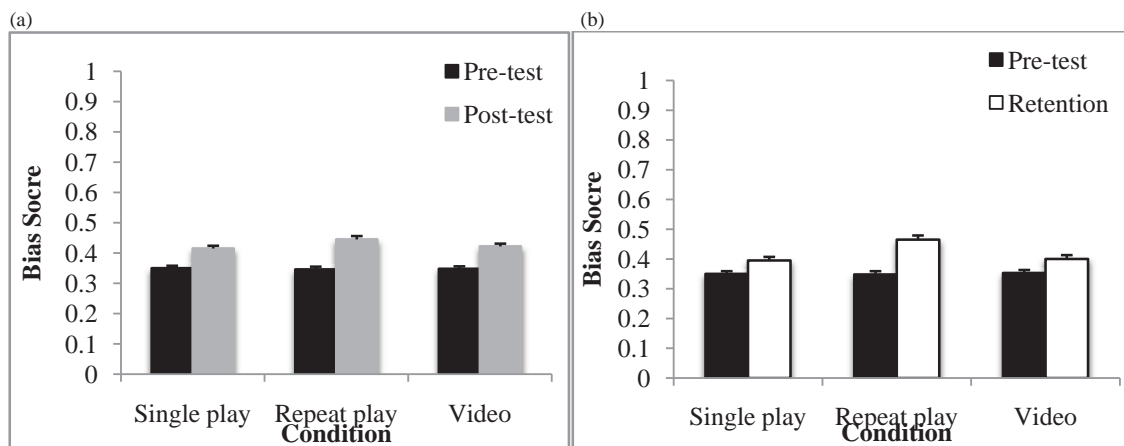 (a)
1
0.9
0.8
0.7
0.6
0.5
0.4
0.3
0.2
0.1
0
Bias Socre
Pre-test
Post-test
Single play Repeat play Video
Condition
(b)
1
0.9
0.8
0.7
0.6
0.5
0.4
0.3
0.2
0.1
0
Bias Socre
Pre-test
Retention
Single play Repeat play Video
Condition